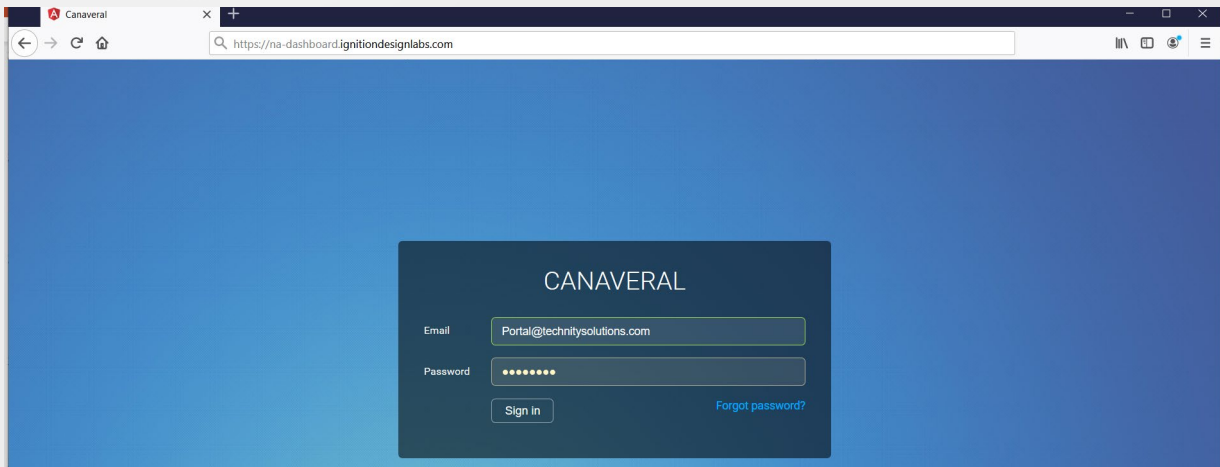 Canaveral
https://na-dashboard.ignitiondesignlabs.com
CANAVERAL
Email Portal@technitysolutions.com
Password ••••••••
Sign in Forgot password?